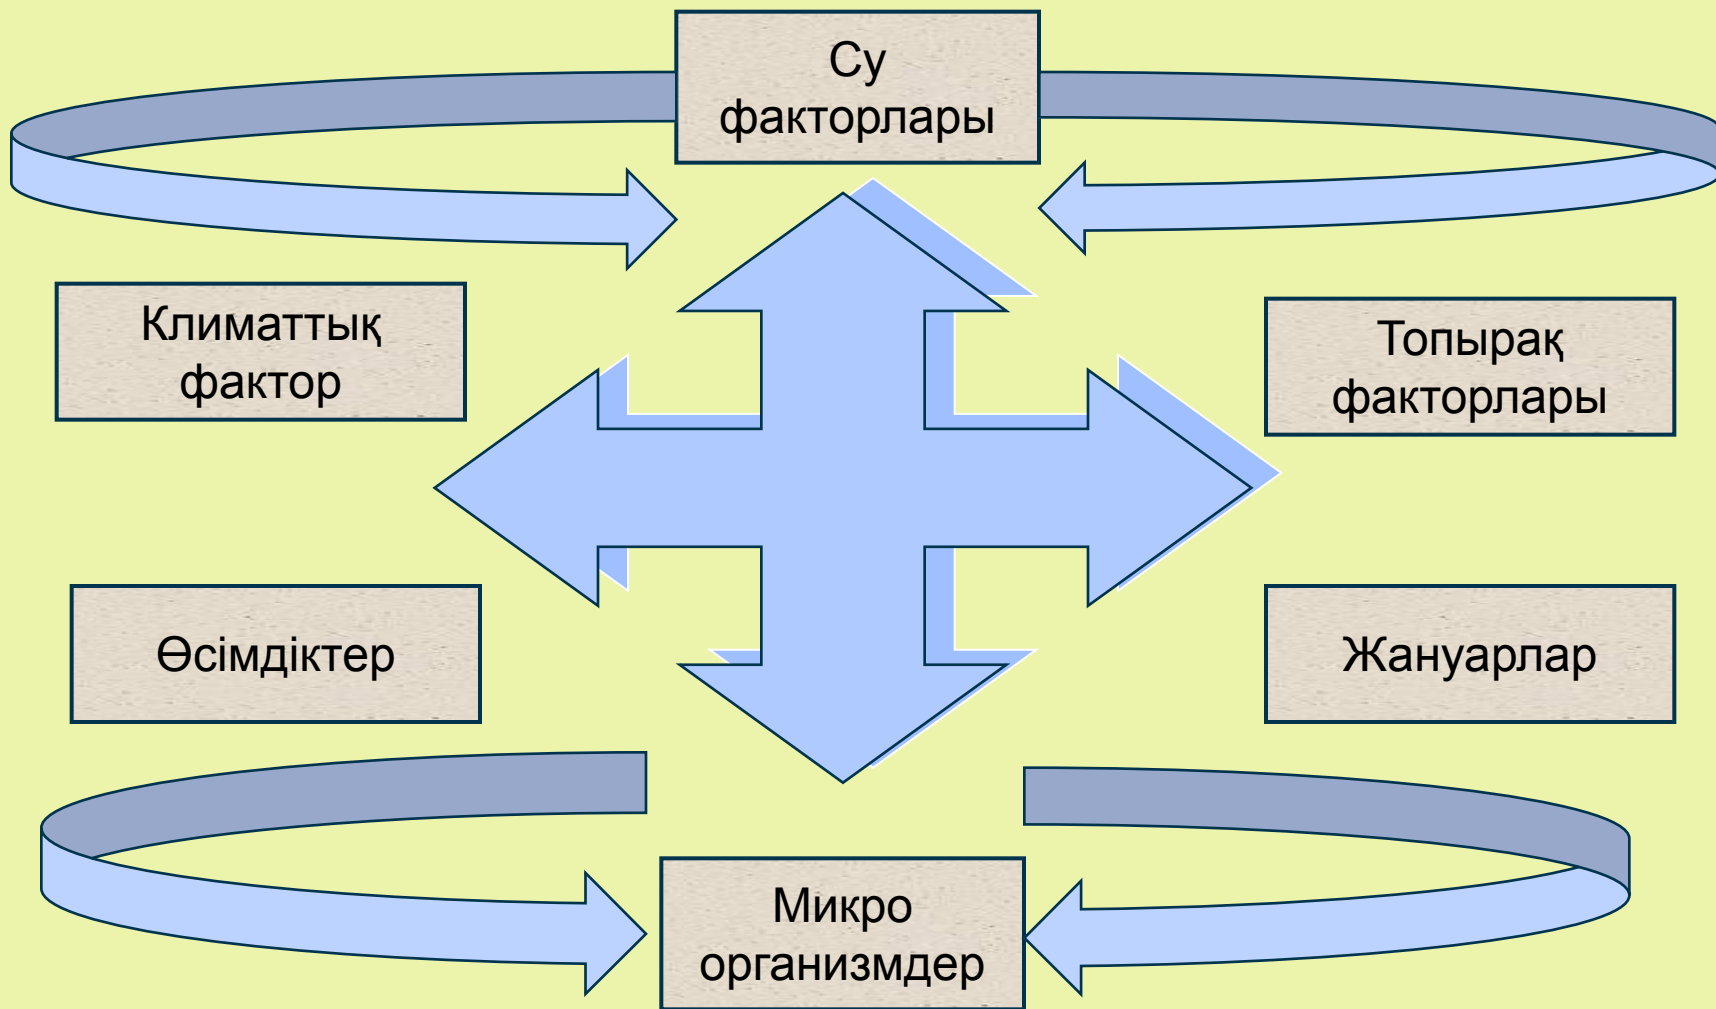 Су
факторлары
Климаттық
фактор
Топырақ
факторлары
Өсімдіктер
Жануарлар
Микро
организмдер